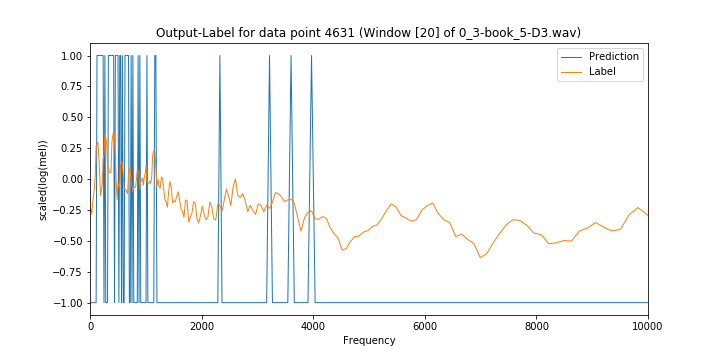 Output-Label for data point 4631 (Window [20] of 0_3-book_5-D3.wav)
Prediction
Label
scaled(log(mel))
1.00
0.75
0.50
0.25
0.00
−0.25
−0.50
−0.75
−1.00
0 2000 4000 6000 8000 10000
Frequency